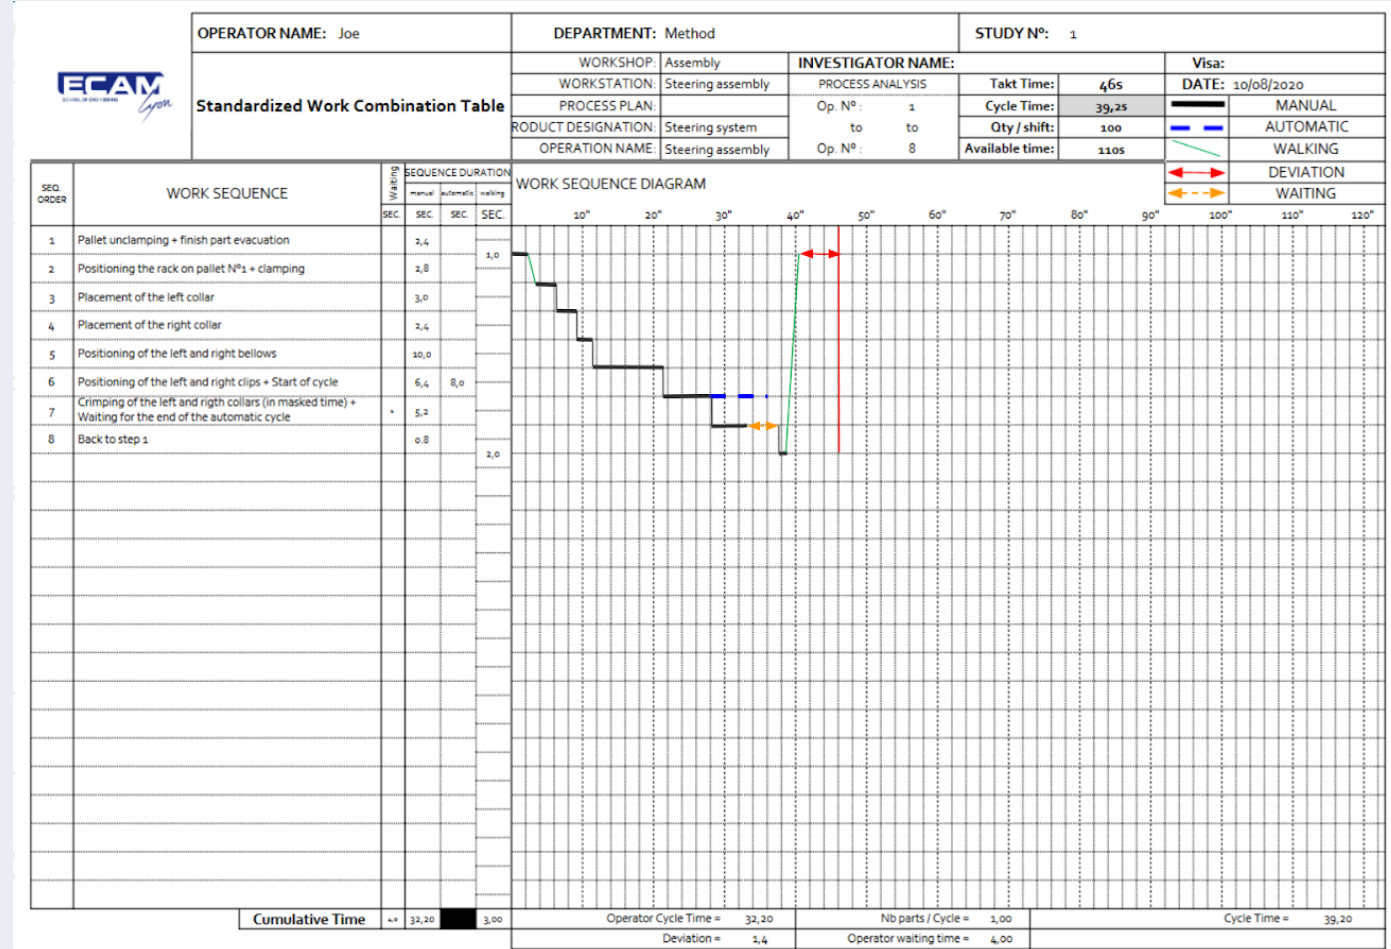 OPERATOR NAME: Joe
DEPARTMENT: Method
STUDY Nº: 1
ECAM
Lyon
Standardized Work Combination Table
WORKSHOP: Assembly
INVESTIGATOR NAME:
Visa:
WORKSTATION: Steering assembly
PROCESS ANALYSIS
Takt Time: 46s
DATE: 10/08/2020
PROCESS PLAN:
Op. Nº : 1
Cycle Time: 39,2s
MANUAL
RODUCT DESIGNATION: Steering system
to to
Qty / shift: 100
AUTOMATIC
OPERATION NAME: Steering assembly
Op. Nº : 8
Available time: 110s
WALKING
SEQ. ORDER
WORK SEQUENCE
Waiting
SEQUENCE DURATION
WORK SEQUENCE DIAGRAM
DEVIATION
manual automatic walking
WAITING
SEC. SEC. SEC. SEC.
10" 20" 30" 40" 50" 60" 70" 80" 90" 100" 110" 120"
1 Pallet unclamping + finish part evacuation 2,4
1,0
2 Positioning the rack on pallet Nº1 + clamping 2,8
3 Placement of the left collar 3,0
4 Placement of the right collar 2,4
5 Positioning of the left and right bellows 10,0
6 Positioning of the left and right clips + Start of cycle 6,4 8,0
7 Crimping of the left and rigth collars (in masked time) +
Waiting for the end of the automatic cycle 5,2
8 Back to step 1 0.8
2,0
Cumulative Time 32,20 3,00
Operator Cycle Time = 32,20
Nb parts / Cycle = 1,00
Cycle Time = 39,20
Deviation = 1,4
Operator waiting time = 4,00